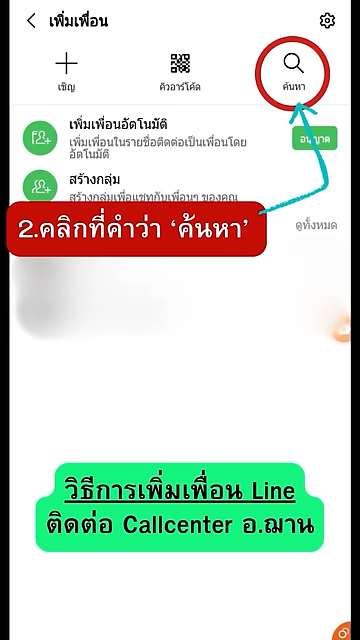 เพิ่มเพื่อน
เชิญ
คิวอาร์โค้ด
ค้นหา
เพิ่มเพื่อนอัตโนมัติ
เพิ่มเพื่อนในรายชื่อติดต่อเป็นเพื่อนโดย
อัตโนมัติ
อนุญาต
สร้างกลุ่ม
สร้างกลุ่มเพื่อแชทกับเพื่อนๆ ของคุณ
2.คลิกที่คำว่า ‘ค้นหา’
ดูทั้งหมด
วิธีการเพิ่มเพื่อน Line
ติดต่อ Callcenter อ.ฌาน